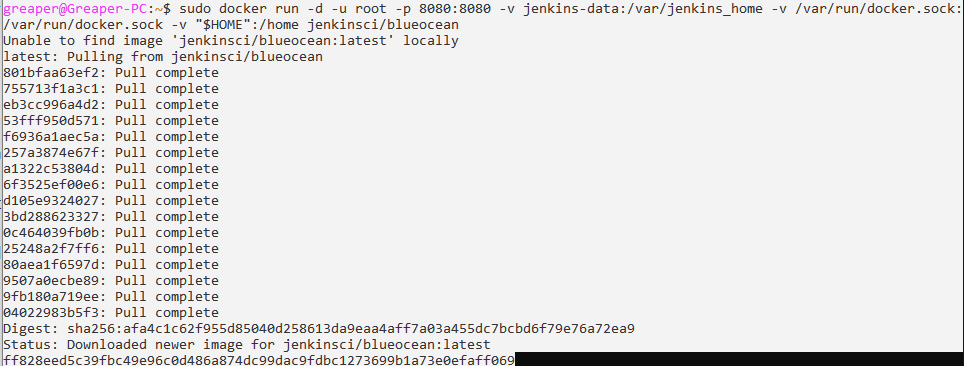 greaper@Greaper-PC:~$ sudo docker run -d -u root -p 8080:8080 -v jenkins-data:/var/jenkins_home -v /var/run/docker.sock:
/var/run/docker.sock -v "$HOME":/home jenkinsci/blueocean
Unable to find image 'jenkinsci/blueocean:latest' locally
latest: Pulling from jenkinsci/blueocean
801bfaa63ef2: Pull complete
755713f1a3c1: Pull complete
eb3cc996a4d2: Pull complete
53fff950d571: Pull complete
f6936a1aec5a: Pull complete
257a3874e67f: Pull complete
a1322c53804d: Pull complete
6f3525ef00e6: Pull complete
d105e9324027: Pull complete
3bd288623327: Pull complete
0c464039fb0b: Pull complete
25248a2f7ff6: Pull complete
80aea1f6597d: Pull complete
9507a0ecbe89: Pull complete
9fb180a719ee: Pull complete
04022983b5f3: Pull complete
Digest: sha256:afa4c1c62f955d85040d258613da9eaa4aff7a03a455dc7bcbd6f79e76a72ea9
Status: Downloaded newer image for jenkinsci/blueocean:latest
ff828eed5c39fbc49e96c0d486a874dc99dac9fdbc1273699b1a73e0efaff069